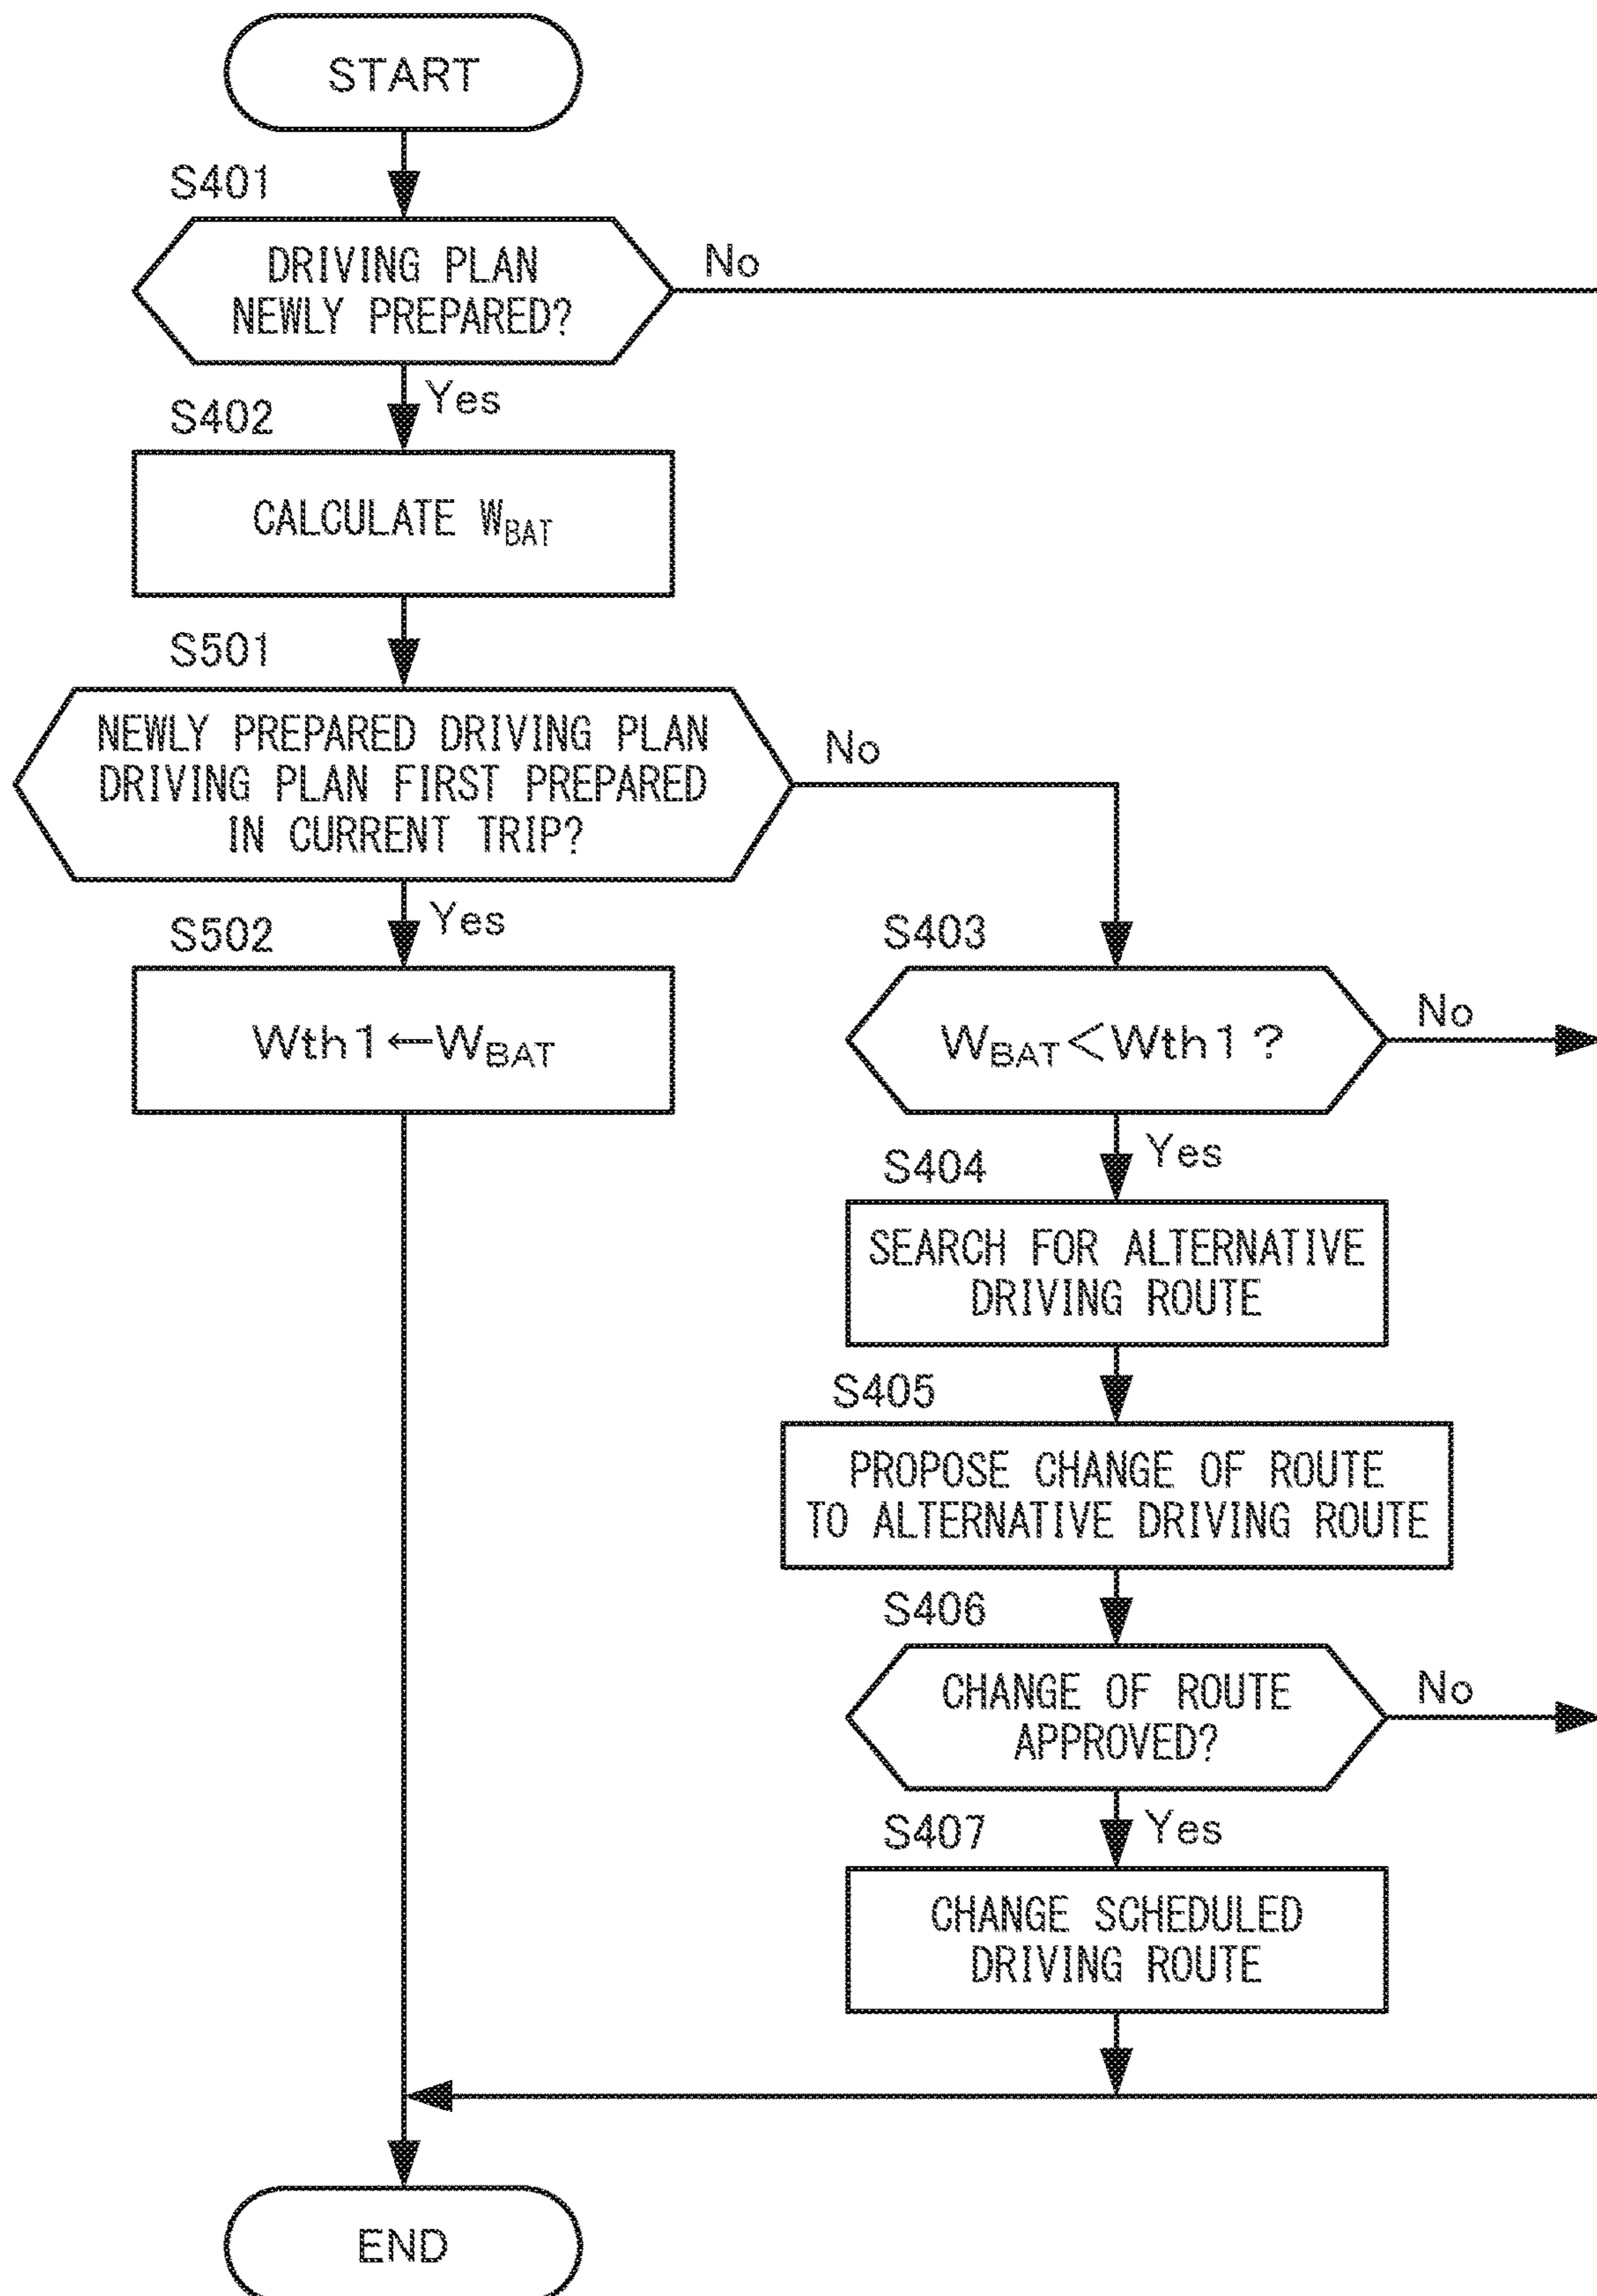 START
S401
DRIVING PLAN
NEWLY PREPARED?
No
Yes
S402
CALCULATE WBAT
S501
NEWLY PREPARED DRIVING PLAN
DRIVING PLAN FIRST PREPARED
IN CURRENT TRIP?
No
Yes
S502
Wth1←WBAT
S403
WBAT<Wth1?
No
Yes
S404
SEARCH FOR ALTERNATIVE
DRIVING ROUTE
S405
PROPOSE CHANGE OF ROUTE
TO ALTERNATIVE DRIVING ROUTE
S406
CHANGE OF ROUTE
APPROVED?
No
Yes
S407
CHANGE SCHEDULED
DRIVING ROUTE
END